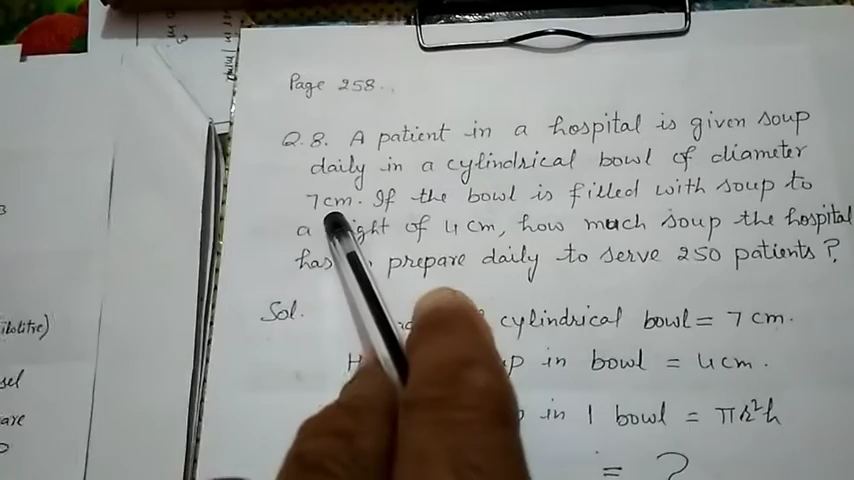 Page 258.
Q.8. A patient in a hospital is given soup
daily in a cylindrical bowl of diameter
7cm. If the bowl is filled with soup to
a of 4 cm, how much soup the hospital
has prepare daily to serve 250 patients?
Sol. cylindrical bowl = 7 cm.
in bowl = 4cm.
in 1 bowl = πr²h
= ?